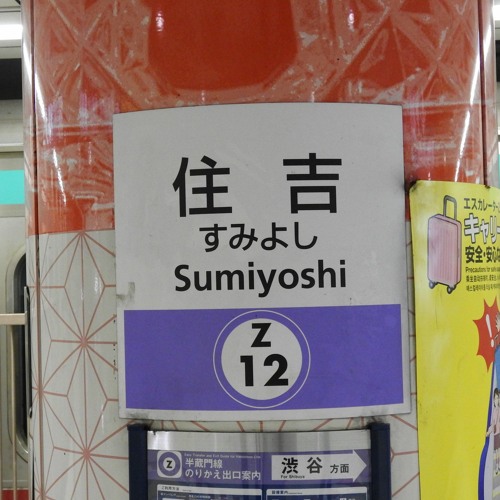 住吉
すみよし
Sumiyoshi
Z
12
Z
半蔵門線
のりかえ出口案内
渋谷方面
For Shibuya
エスカレーター
キャリー
安全・安心